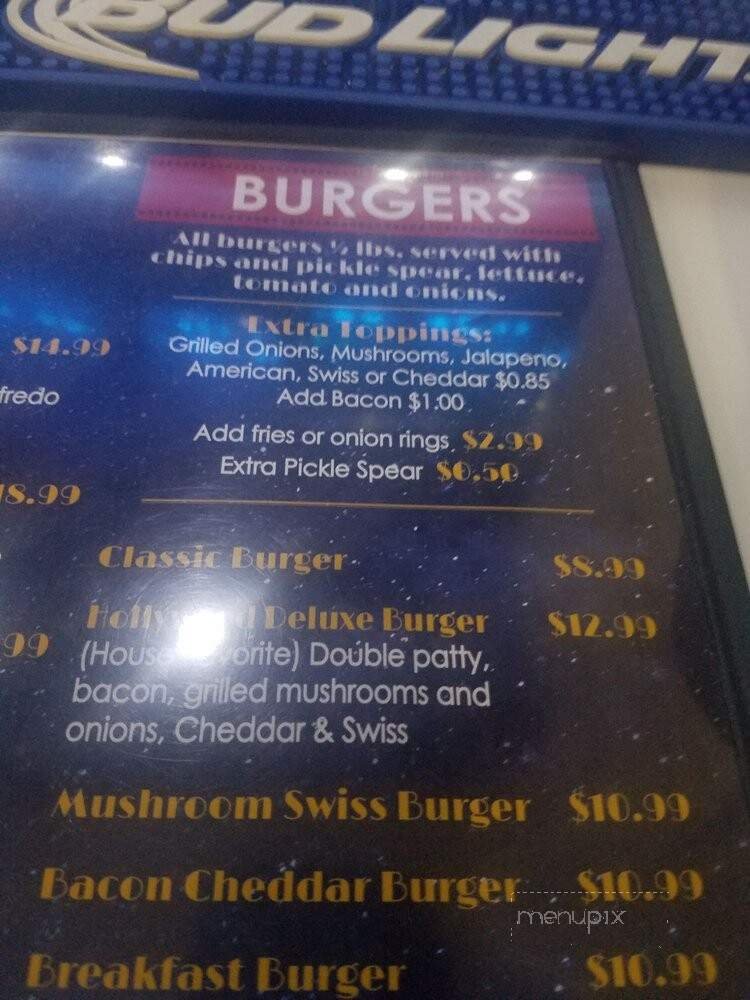 BUD LIGHT
BURGERS
All burgers ½ lbs. served with
chips and pickle spear, lettuce,
tomato and onions.
Extra Toppings:
$14.99
Grilled Onions, Mushrooms, Jalapeno,
American, Swiss or Cheddar $0.85
fredo
Add Bacon $1.00
Add fries or onion rings $2.99
Extra Pickle Spear $0.50
18.99
Classic Burger $8.99
Deluxe Burger $12.99
99
(House Double patty,
bacon, grilled mushrooms and
onions, Cheddar & Swiss
Mushroom Swiss Burger $10.99
Bacon Cheddar Burger $10.99
menupix
Breakfast Burger $10.99